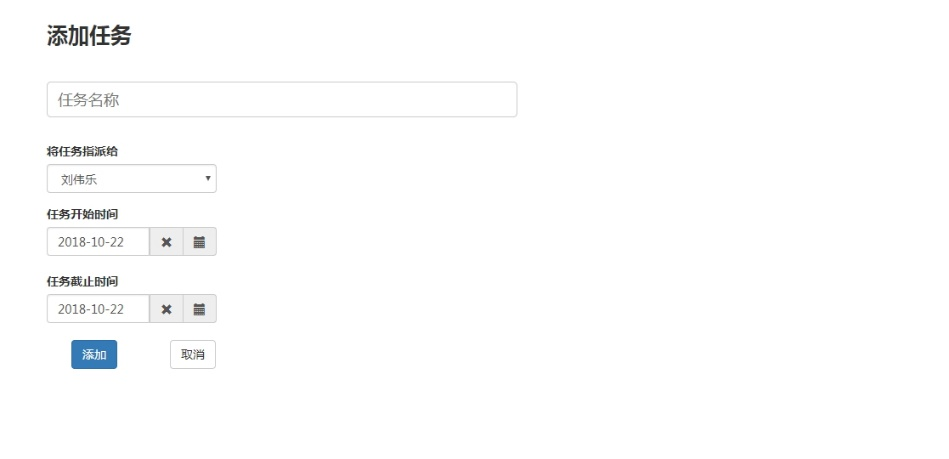 添加任务
任务名称
将任务指派给
刘伟乐
任务开始时间
2018-10-22
任务截止时间
2018-10-22
添加 取消